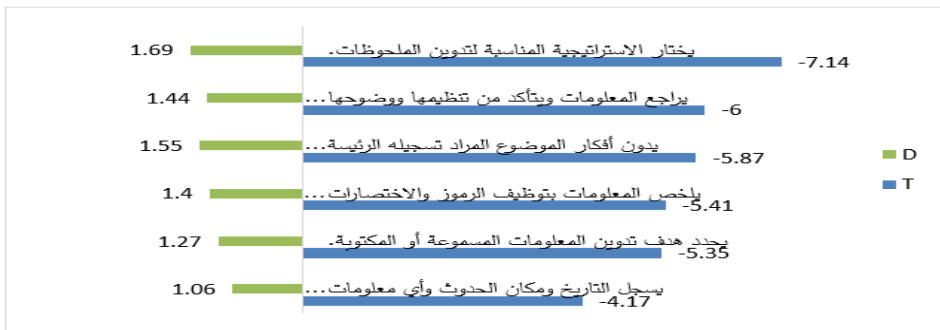 يختار الاستراتيجية المناسبة لتدوين الملحوظات.
1.69
-7.14
يراجع المعلومات ويتأكد من تنظيمها ووضوحها...
1.44
-6
يدون أفكار الموضوع المراد تسجيله الرئيسة...
1.55
-5.87
يلخص المعلومات بتوظيف الرموز والاختصارات...
1.4
-5.41
يحدد هدف تدوين المعلومات المسموعة أو المكتوبة.
1.27
-5.35
يسجل التاريخ ومكان الحدوث وأي معلومات...
1.06
-4.17
D
T